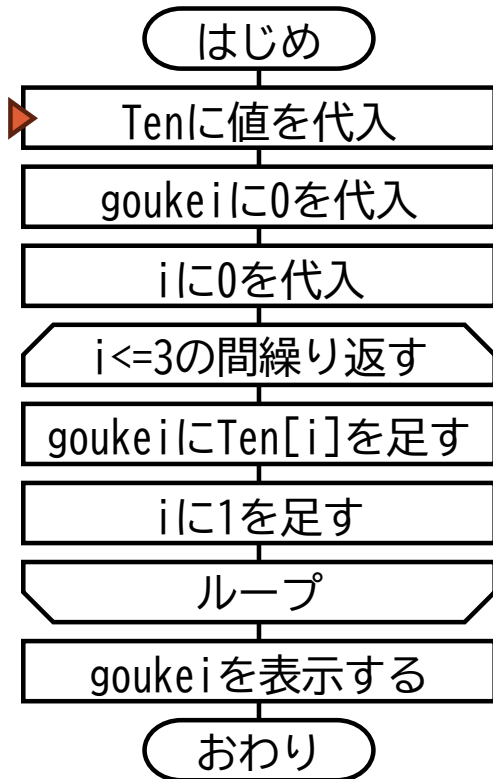 はじめ
Tenに値を代入
goukeiに0を代入
iに0を代入
i<=3の間繰り返す
goukeiにTen[i]を足す
iに1を足す
ループ
goukeiを表示する
おわり